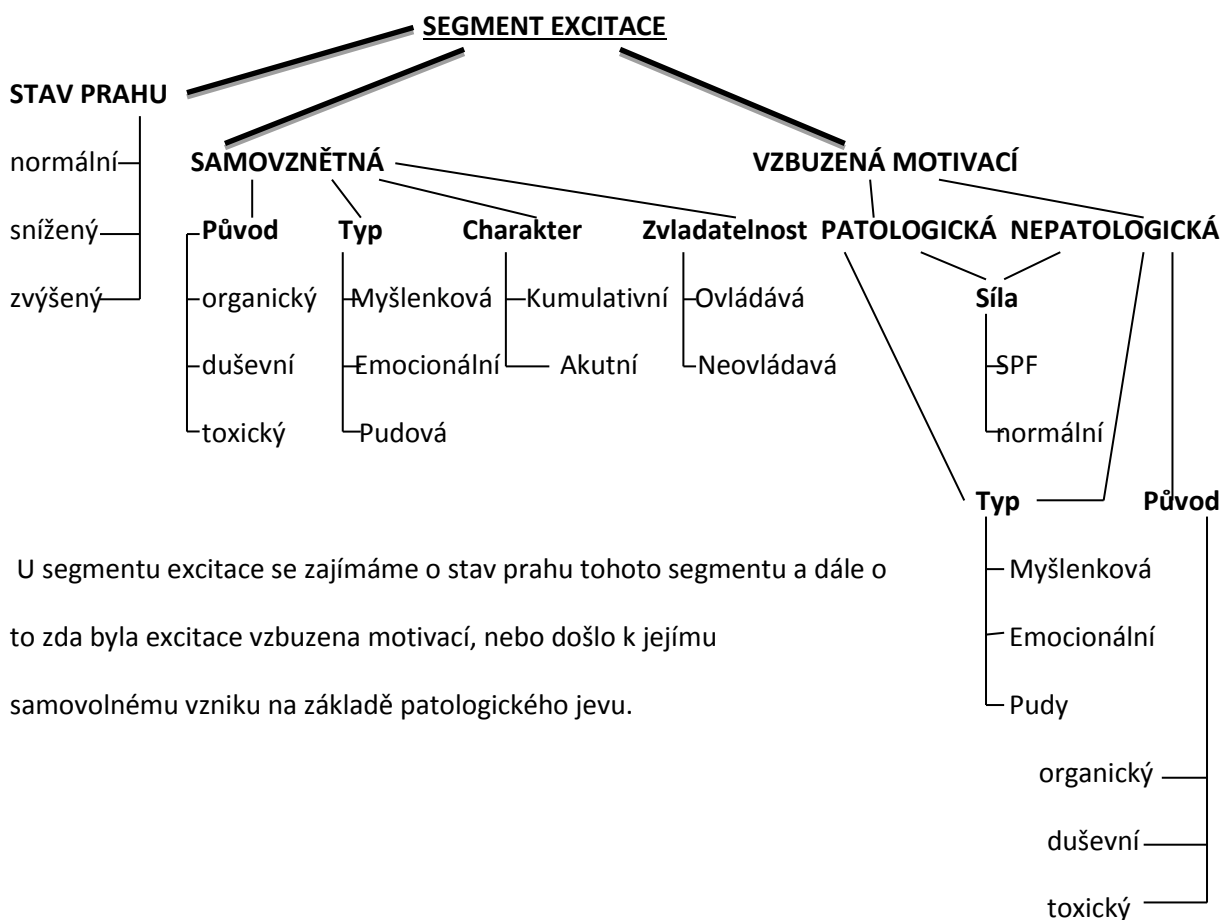 SEGMENT EXCITACE
STAV PRAHU
normální SAMOVZNĚTNÁ VZBUZENÁ MOTIVACÍ
snížený Původ Typ Charakter Zvladatelnost PATOLOGICKÁ NEPATOLOGICKÁ
zvýšený organický Myšlenková Kumulativní Ovládává Síla
duševní Emocionální Akutní Neovládavá SPF
toxický Pudová normální
Typ Původ
U segmentu excitace se zajímáme o stav prahu tohoto segmentu a dále o Myšlenková
to zda byla excitace vzbuzena motivací, nebo došlo k jejímu Emocionální
samovolnému vzniku na základě patologického jevu. Pudy
organický
duševní
toxický